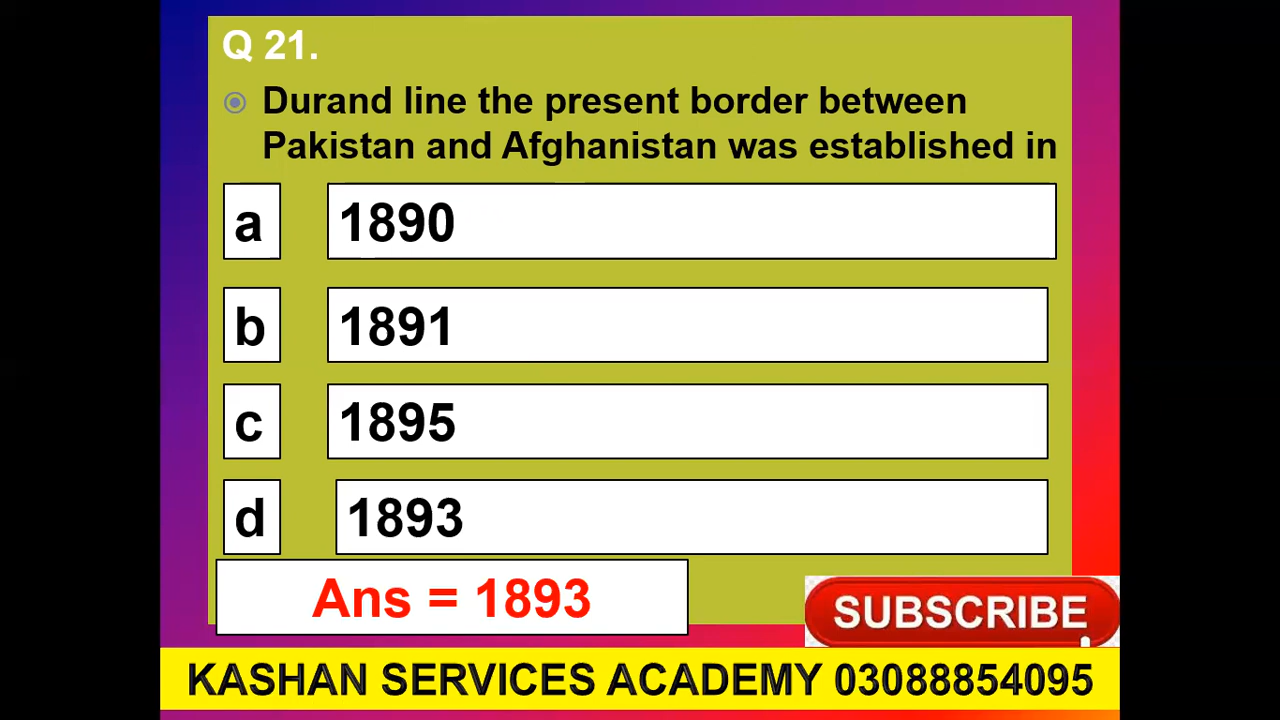 Q 21.
Durand line the present border between
Pakistan and Afghanistan was established in
a 1890
b 1891
c 1895
d 1893
Ans = 1893
SUBSCRIBE
KASHAN SERVICES ACADEMY 03088854095